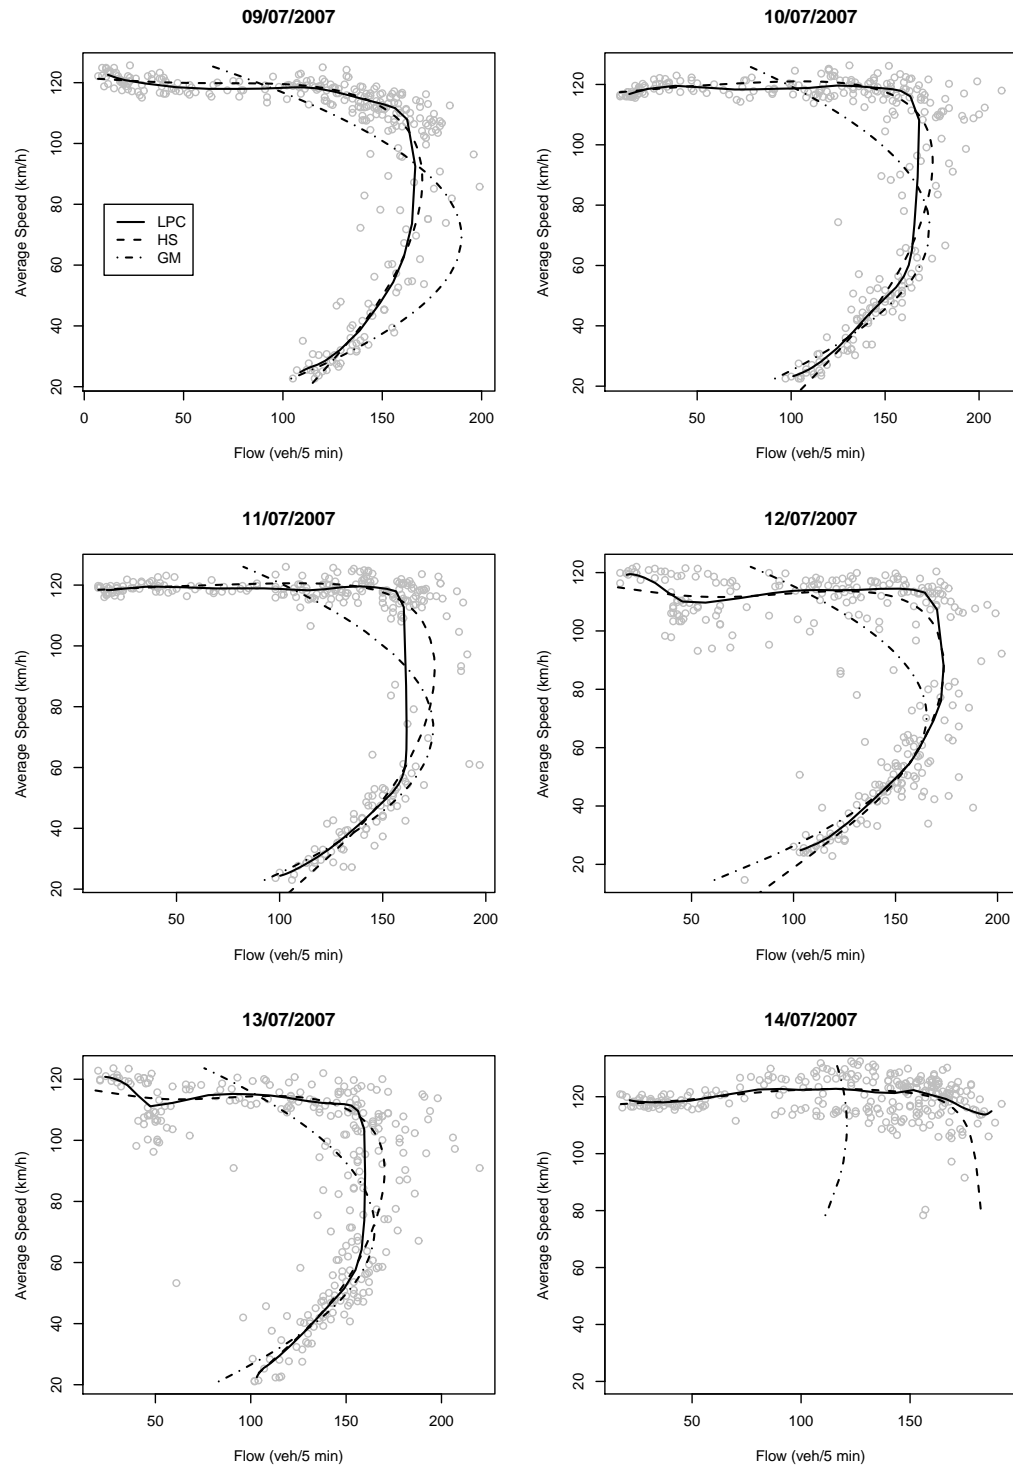 09/07/2007
10/07/2007
Average Speed (km/h)
20 40 60 80 100 120
LPC
HS
GM
0 50 100 150 200
Flow (veh/5 min)
Average Speed (km/h)
20 40 60 80 100 120
50 100 150 200
Flow (veh/5 min)
11/07/2007
12/07/2007
Average Speed (km/h)
20 40 60 80 100 120
50 100 150 200
Flow (veh/5 min)
Average Speed (km/h)
20 40 60 80 100 120
50 100 150 200
Flow (veh/5 min)
13/07/2007
14/07/2007
Average Speed (km/h)
20 40 60 80 100 120
50 100 150 200
Flow (veh/5 min)
Average Speed (km/h)
20 40 60 80 100 120
50 100 150
Flow (veh/5 min)